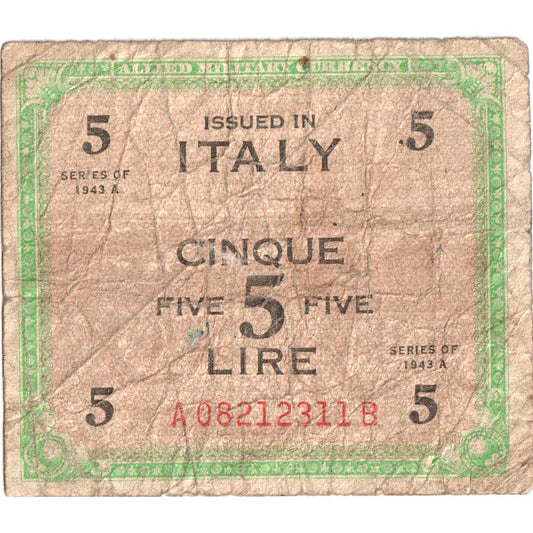 ALLIED MILITARY CURRENCY
5 ISSUED IN 5
ITALY
SERIES OF
1943 A
CINQUE
FIVE 5 FIVE
LIRE
SERIES OF
1943 A
5 5
A08212311B